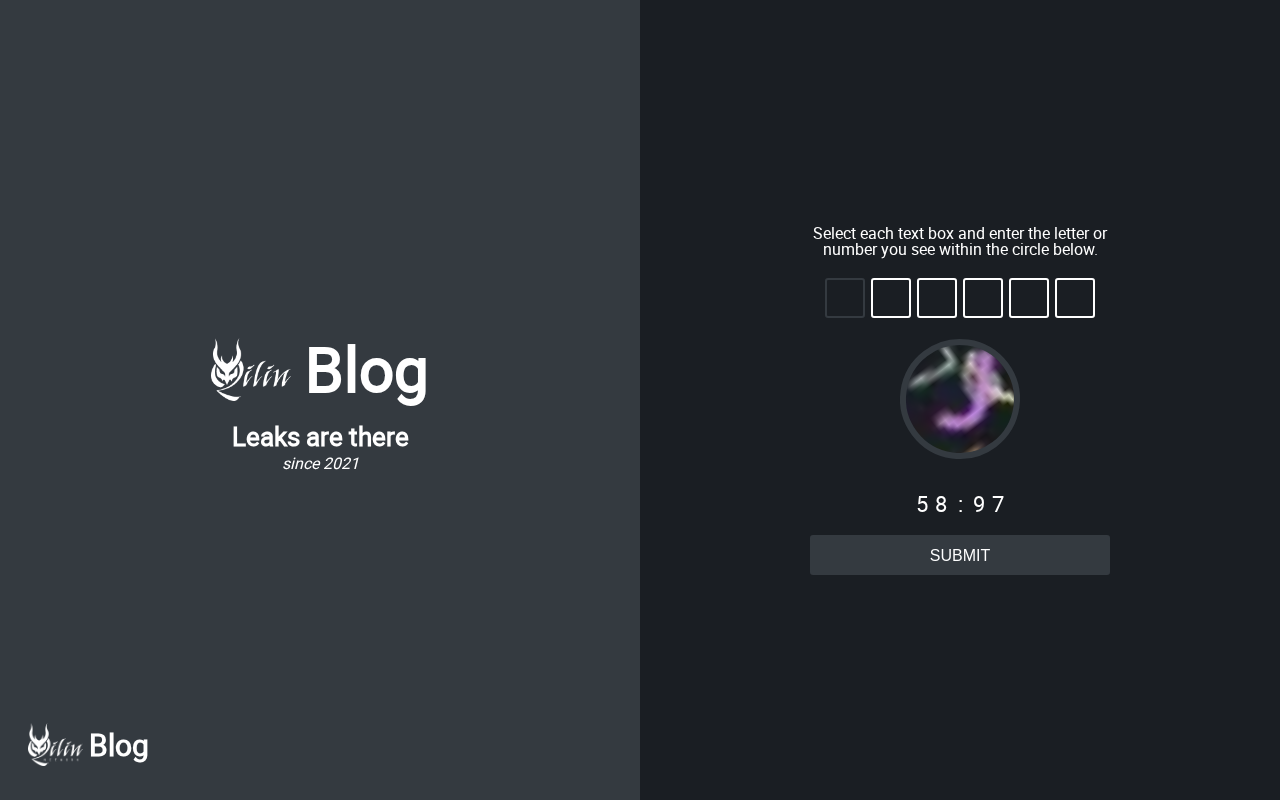 Qilin Blog
Leaks are there
since 2021
Qilin Blog
Select each text box and enter the letter or
number you see within the circle below.
58:97
SUBMIT